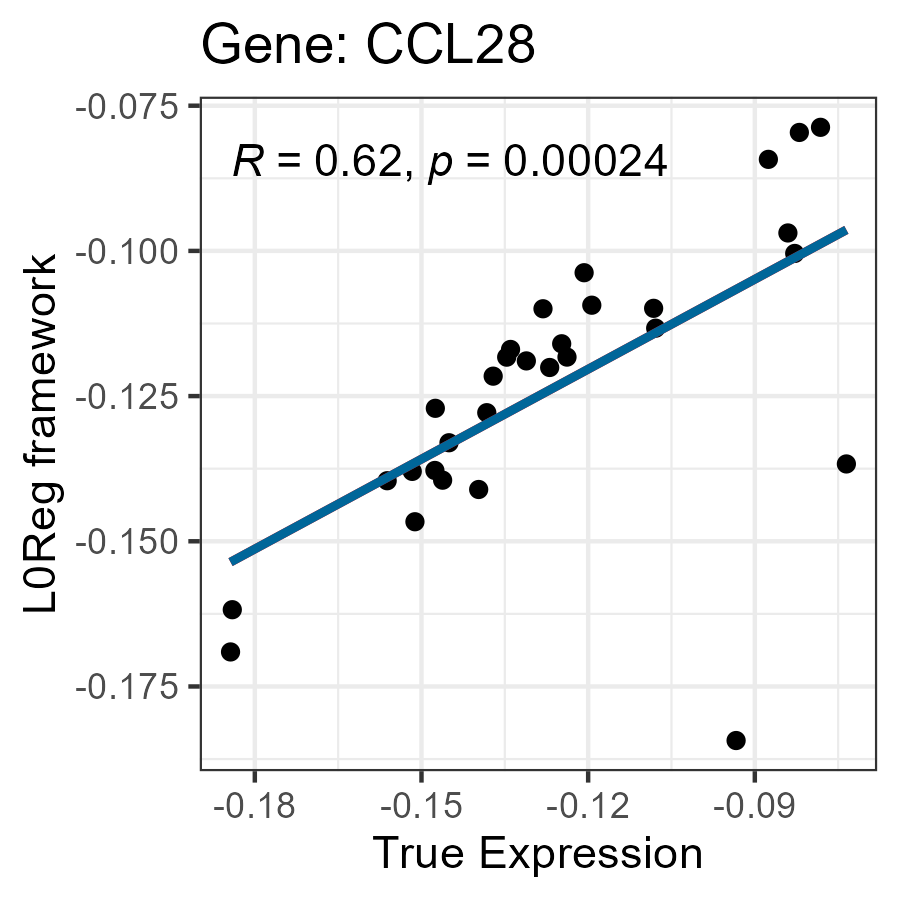 Gene: CCL28
R = 0.62, p = 0.00024
L0Reg framework
-0.075
-0.100
-0.125
-0.150
-0.175
-0.18
-0.15
-0.12
-0.09
True Expression